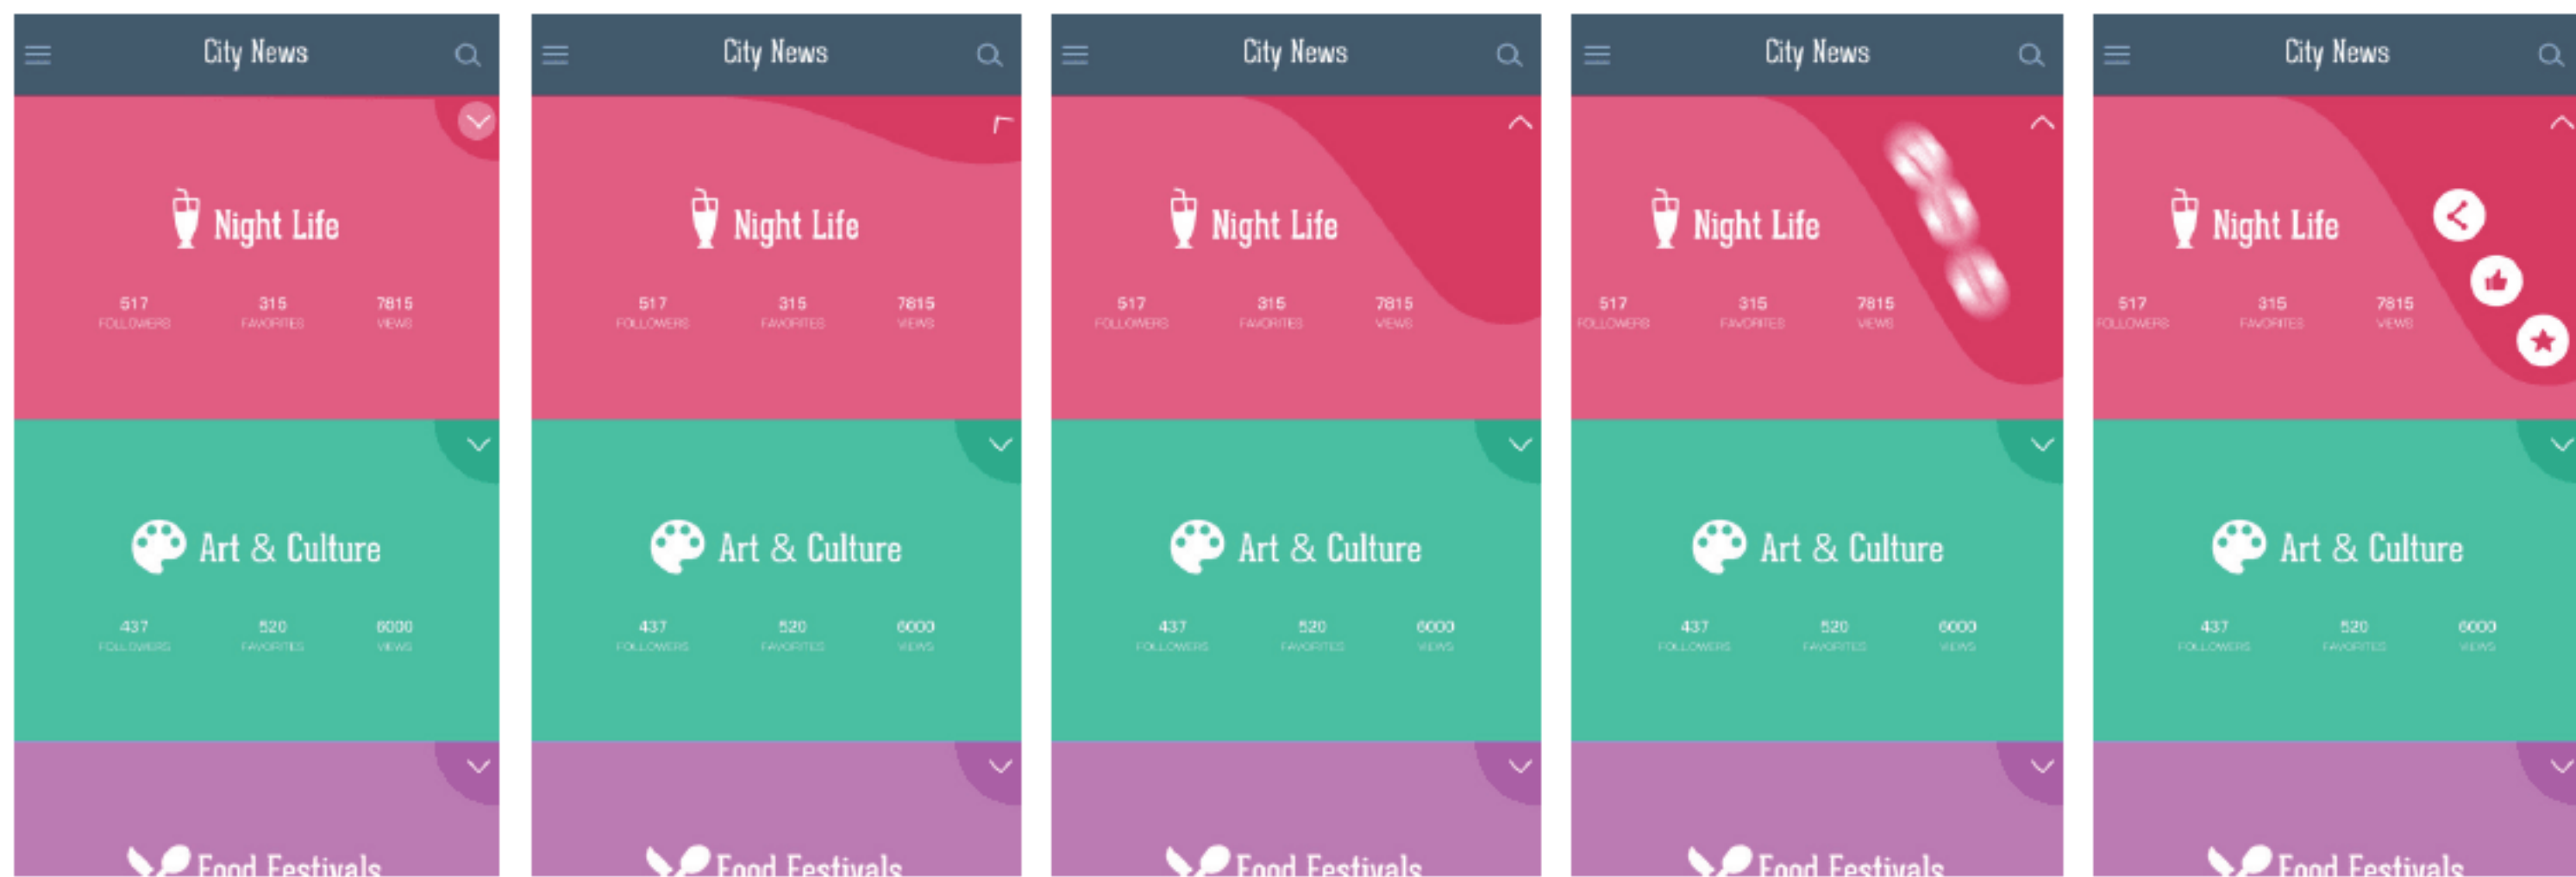 City News
Night Life
517 315 7815
FOLLOWERS FAVORITES VIEWS
Art & Culture
437 520 6000
FOLLOWERS FAVORITES VIEWS
Food Festivals
City News
Night Life
517 315 7815
FOLLOWERS FAVORITES VIEWS
Art & Culture
437 520 6000
FOLLOWERS FAVORITES VIEWS
Food Festivals
City News
Night Life
517 315 7815
FOLLOWERS FAVORITES VIEWS
Art & Culture
437 520 6000
FOLLOWERS FAVORITES VIEWS
Food Festivals
City News
Night Life
517 315 7815
FOLLOWERS FAVORITES VIEWS
Art & Culture
437 520 6000
FOLLOWERS FAVORITES VIEWS
Food Festivals
City News
Night Life
517 315 7815
FOLLOWERS FAVORITES VIEWS
Art & Culture
437 520 6000
FOLLOWERS FAVORITES VIEWS
Food Festivals